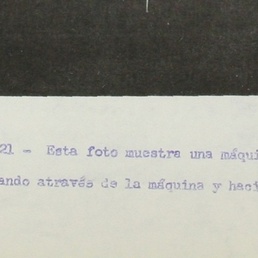 21 - Esta foto muestra una máqui
ando através de la máquina y haci